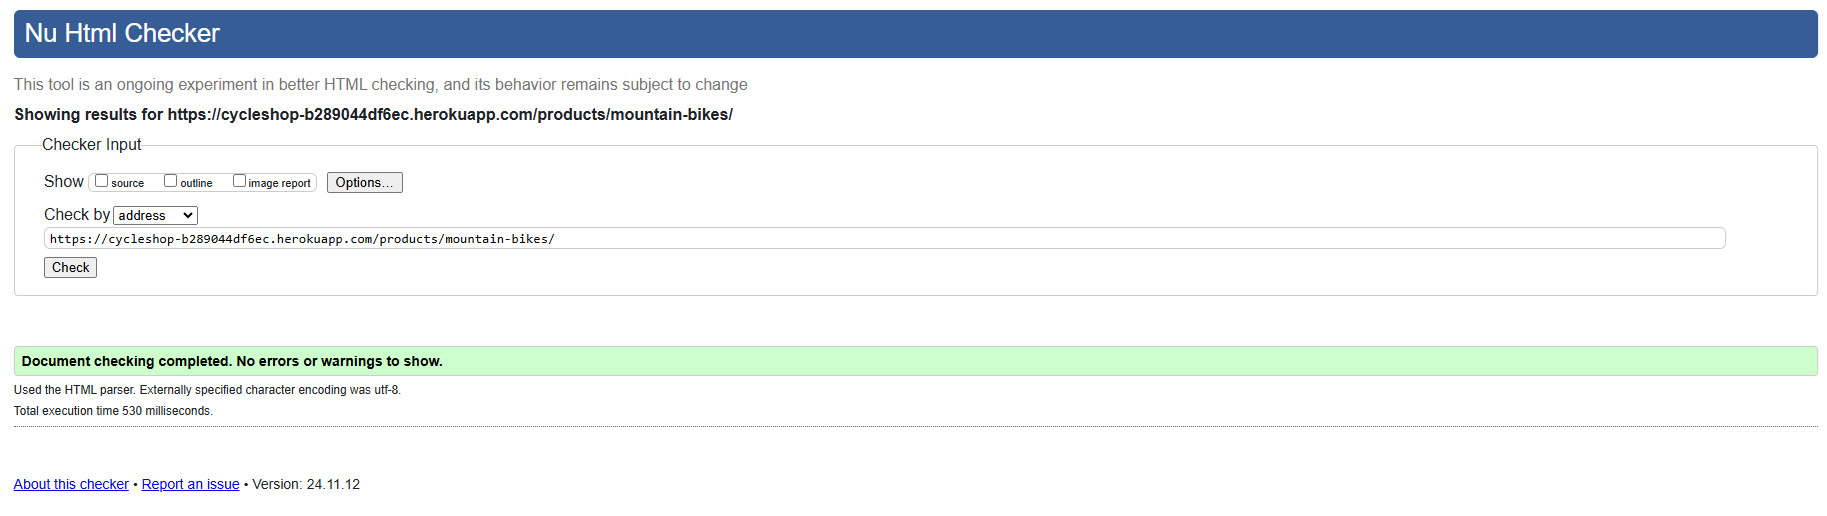 Nu Html Checker
This tool is an ongoing experiment in better HTML checking, and its behavior remains subject to change
Showing results for https://cycleshop-b289044df6ec.herokuapp.com/products/mountain-bikes/
Checker Input
Show source outline image report Options...
Check by address
https://cycleshop-b289044df6ec.herokuapp.com/products/mountain-bikes/
Check
Document checking completed. No errors or warnings to show.
Used the HTML parser. Externally specified character encoding was utf-8.
Total execution time 530 milliseconds.
About this checker • Report an issue • Version: 24.11.12